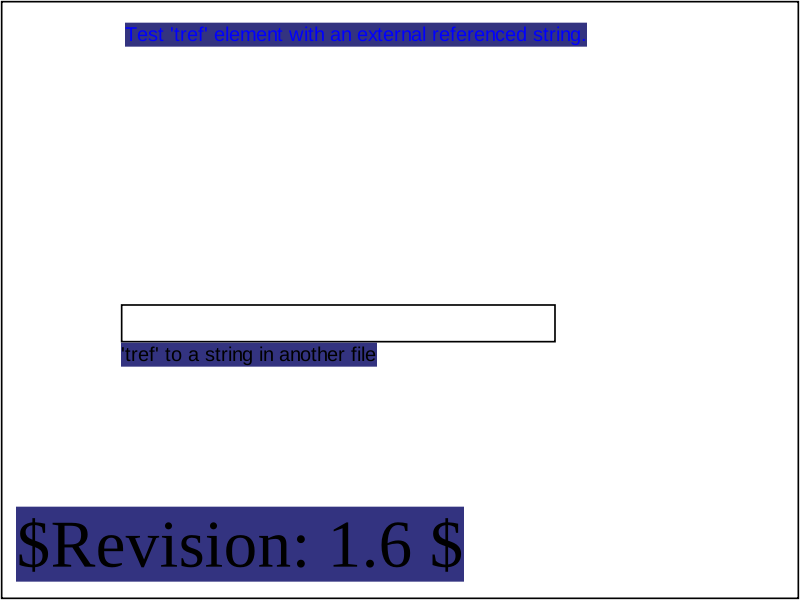 Test 'tref' element with an external referenced string.
'tref' to a string in another file
$Revision: 1.6 $